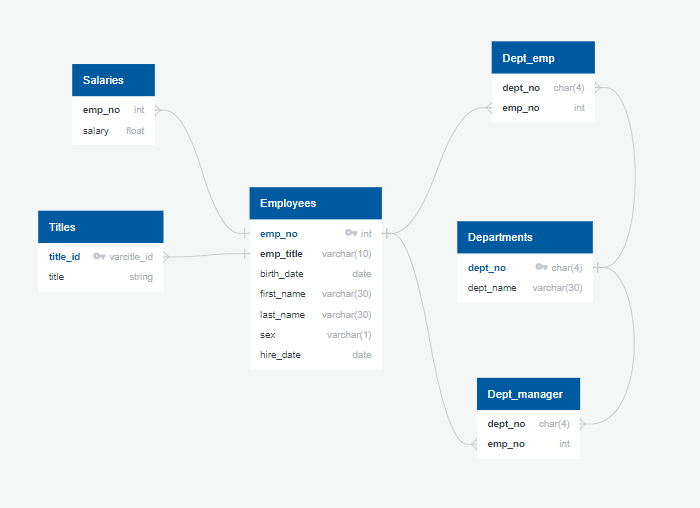 Salaries
emp_no int
salary float
Titles
title_id varcitle_id
title string
Employees
emp_no int
emp_title varchar(10)
birth_date date
first_name varchar(30)
last_name varchar(30)
sex varchar(1)
hire_date date
Dept_emp
dept_no char(4)
emp_no int
Departments
dept_no char(4)
dept_name varchar(30)
Dept_manager
dept_no char(4)
emp_no int